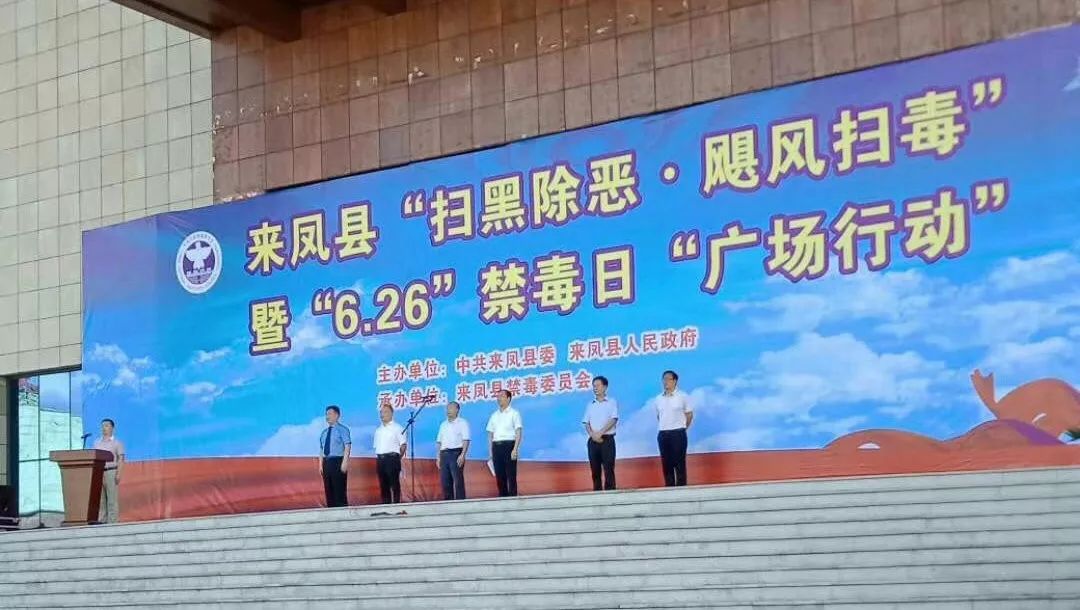 来凤县“扫黑除恶·飓风扫毒”
暨“6.26”禁毒日“广场行动”
主办单位：中共来凤县委 来凤县人民政府
承办单位：来凤县禁毒委员会